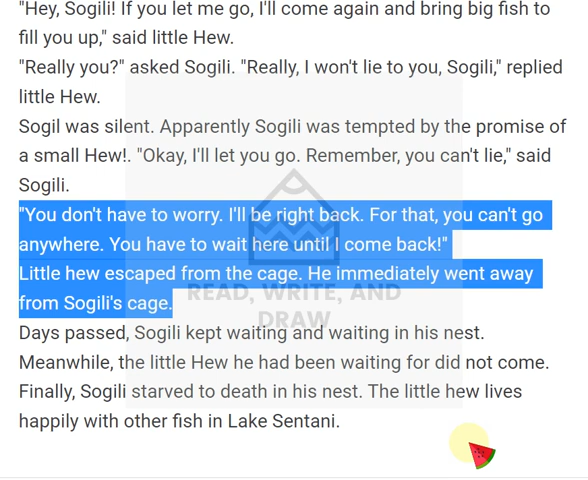 "Hey, Sogili! If you let me go, I'll come again and bring big fish to
fill you up," said little Hew.
"Really you?" asked Sogili. "Really, I won't lie to you, Sogili," replied
little Hew.
Sogil was silent. Apparently Sogili was tempted by the promise of
a small Hew!. "Okay, I'll let you go. Remember, you can't lie," said
Sogili.
"You don't have to worry. I'll be right back. For that, you can't go
anywhere. You have to wait here until I come back!"
Little hew escaped from the cage. He immediately went away
from Sogili's cage.
READ, WRITE, AND
DRAW
Days passed, Sogili kept waiting and waiting in his nest.
Meanwhile, the little Hew he had been waiting for did not come.
Finally, Sogili starved to death in his nest. The little hew lives
happily with other fish in Lake Sentani.